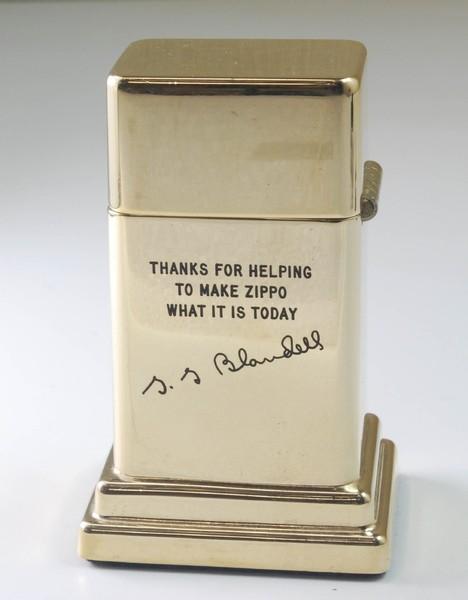 THANKS FOR HELPING
TO MAKE ZIPPO
WHAT IT IS TODAY
G. G Blaisdell